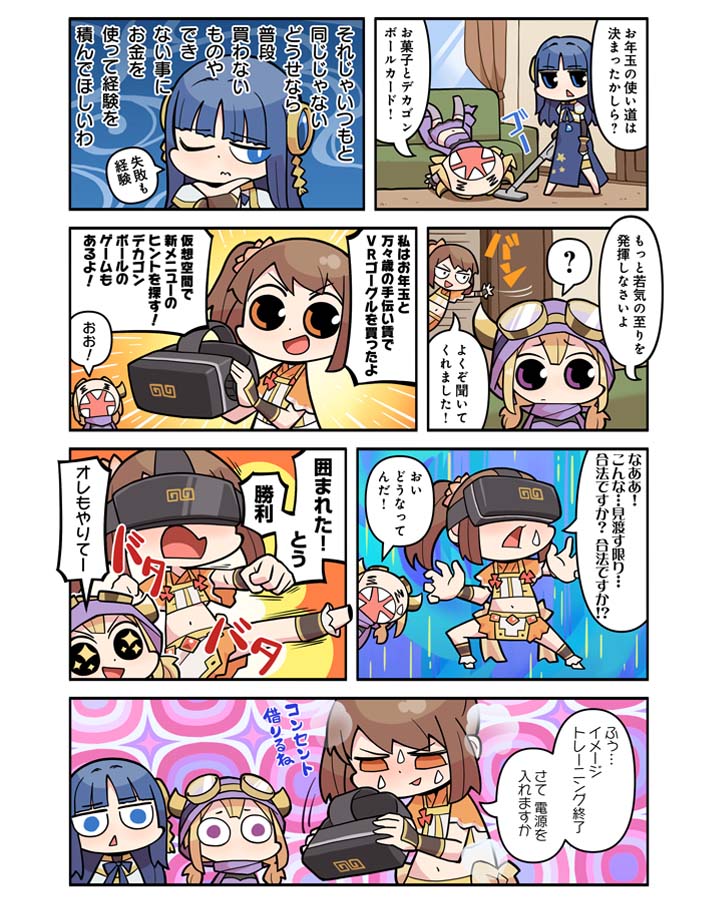 お年玉の使い道は
決まったかしら？
お菓子とデカゴン
ボールカード！
ブゴー
それじゃいつもと
同じじゃない
どうせなら
普段
買わない
ものや
でき
ない事に
お金を
使って経験を
積んでほしいわ
失敗も
経験
もっと若気の至りを
発揮しなさいよ
？
バンッ
よくぞ聞いて
くれました！
私はお年玉と
万々歳の手伝い賃で
VRゴーグルを買ったよ
仮想空間で
新メニューの
ヒントを探す！
デカゴン
ボールの
ゲームも
あるよ！
おお！
なああ！
こんな…見渡す限り…
合法ですか？合法ですか!?
おい
どうなって
んだ！
囲まれた！
とう
勝利
バタ
バタ
オレもやりてー
ふぅ…
イメージ
トレーニング終了
さて 電源を
入れますか
コンセント
借りるね